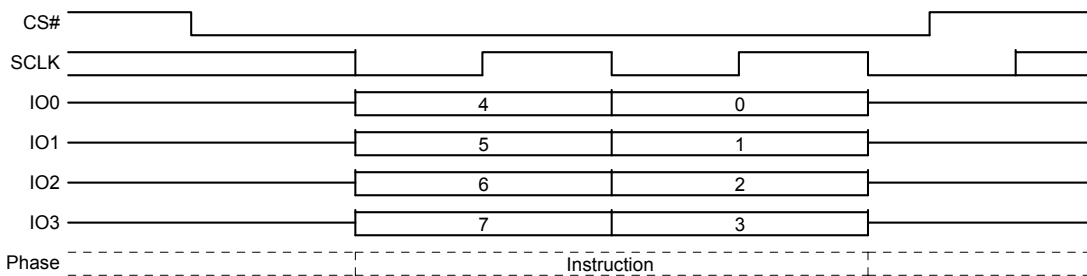 CS#
SCLK
IO0 4 0
IO1 5 1
IO2 6 2
IO3 7 3
Phase Instruction